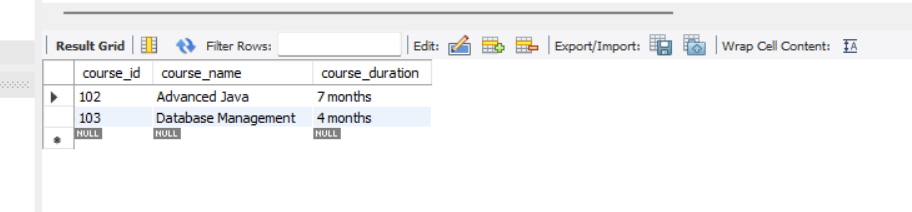 Result Grid Filter Rows: Edit: Export/Import: Wrap Cell Content: IA
course_id course_name course_duration
102 Advanced Java 7 months
103 Database Management 4 months
NULL NULL NULL